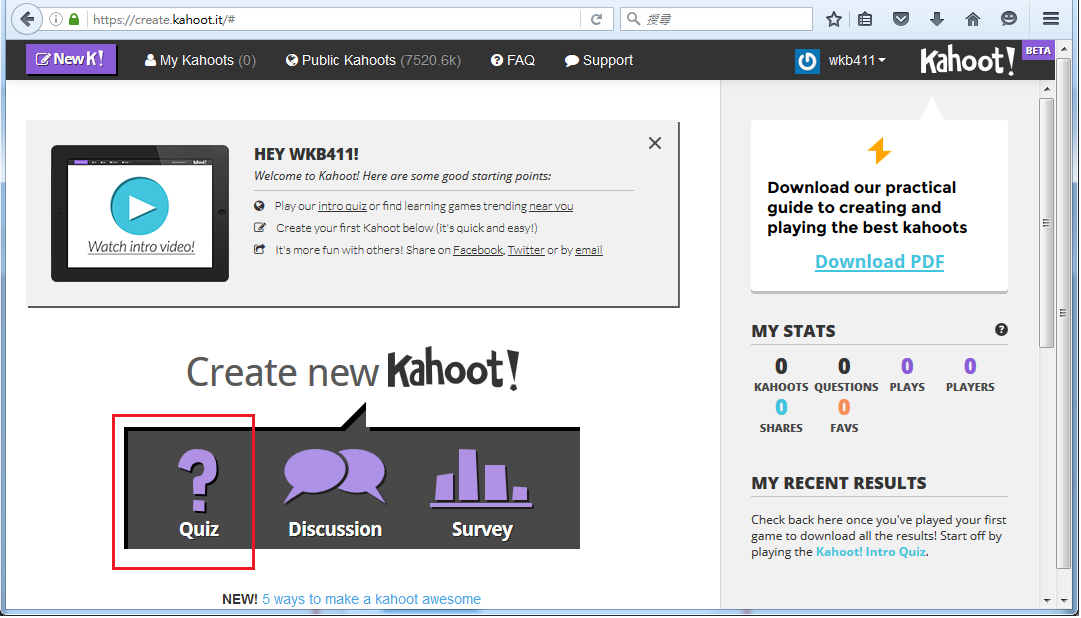 https://create.kahoot.it/#
搜尋
New K!
My Kahoots (0)
Public Kahoots (7520.6k)
FAQ
Support
wkb411
Kahoot!
BETA
HEY WKB411!
Welcome to Kahoot! Here are some good starting points:
Play our intro quiz or find learning games trending near you
Create your first Kahoot below (it's quick and easy!)
It's more fun with others! Share on Facebook, Twitter or by email
Watch intro video!
Create new Kahoot!
Quiz
Discussion
Survey
NEW! 5 ways to make a kahoot awesome
Download our practical
guide to creating and
playing the best kahoots
Download PDF
MY STATS
0 0 0 0
KAHOOTS QUESTIONS PLAYS PLAYERS
0 0
SHARES FAVS
MY RECENT RESULTS
Check back here once you've played your first
game to download all the results! Start off by
playing the Kahoot! Intro Quiz.